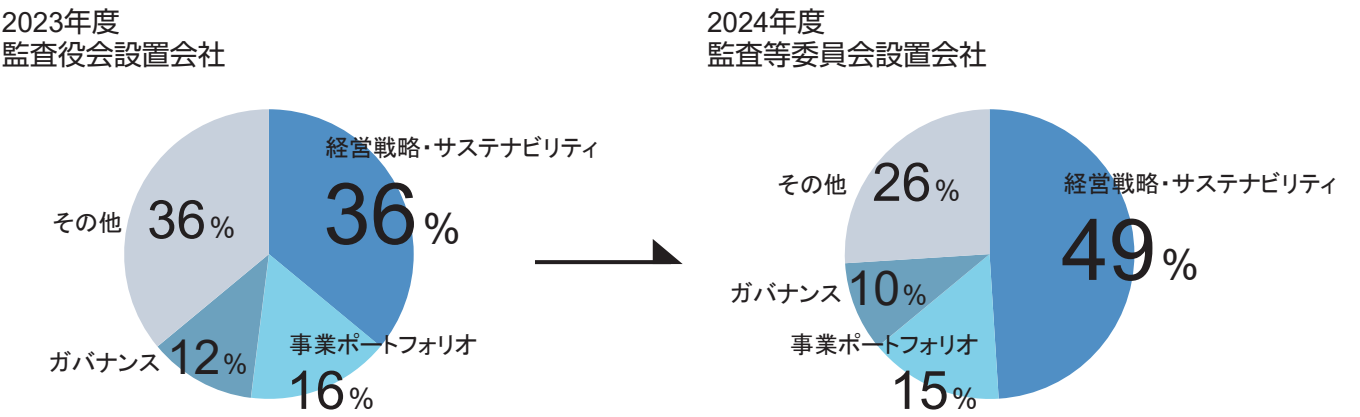 2023年度
監査役会設置会社
経営戦略・サステナビリティ
36%
その他 36%
ガバナンス 12%
事業ポートフォリオ
16%
2024年度
監査等委員会設置会社
経営戦略・サステナビリティ
49%
その他 26%
ガバナンス 10%
事業ポートフォリオ
15%